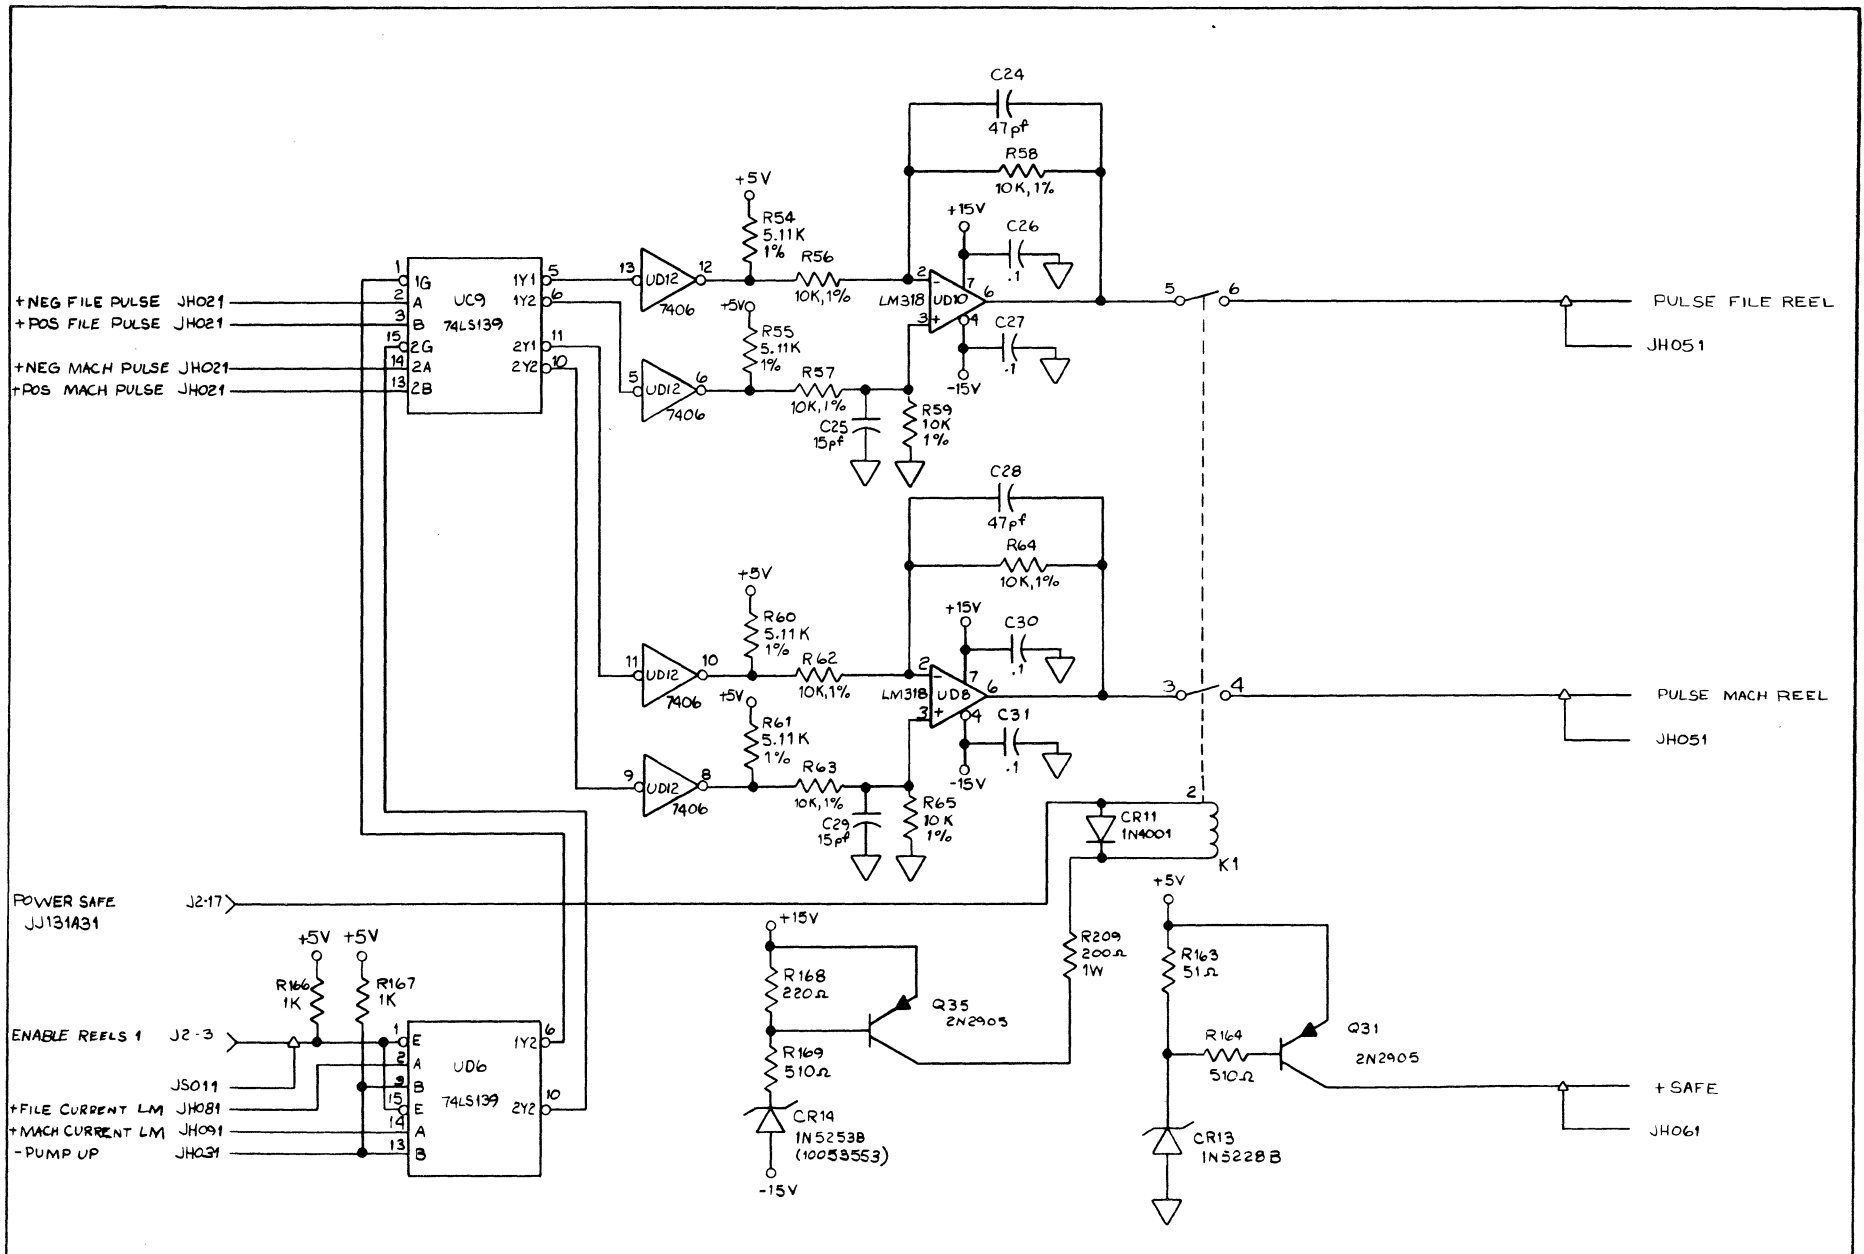 C24
47pf
R58
10K, 1%
+5V
R54
5.11K
1%
+15V
C26
.1
R56
10K, 1%
1
1G
2
A
3
B
15
2G
14
2A
13
2B
UC9
74LS139
1Y1
5
1Y2
6
2Y1
11
2Y2
10
+NEG FILE PULSE JH021
+POS FILE PULSE JH021
+NEG MACH PULSE JH021
+POS MACH PULSE JH021
13
UD12
12
7406
2
-
7
LM318
UD10
6
3
+
4
C27
.1
-15V
5
6
PULSE FILE REEL
JH051
+5V
R55
5.11K
1%
5
UD12
6
7406
R57
10K, 1%
C25
15pf
R59
10K
1%
C28
47pf
R64
10K, 1%
+5V
R60
5.11K
1%
+15V
C30
.1
R62
10K, 1%
11
UD12
10
7406
2
-
7
LM318
UD8
6
3
+
4
C31
.1
-15V
3
4
PULSE MACH REEL
JH051
+5V
R61
5.11K
1%
9
UD12
8
7406
R63
10K, 1%
C29
15pf
R65
10K
1%
2
CR11
1N4001
K1
POWER SAFE J2-17
JJ131A31
+5V
+5V
R166
1K
R167
1K
ENABLE REELS 1 J2-3
JS011
+FILE CURRENT LM JH081
+MACH CURRENT LM JH091
-PUMP UP JH031
1
E
2
A
B
15
E
14
A
13
B
UD6
74LS139
1Y2
6
2Y2
10
+15V
R168
220Ω
R169
510Ω
CR14
1N5253B
(10053553)
-15V
Q35
2N2905
R209
200Ω
1W
+5V
R163
51Ω
R164
510Ω
Q31
2N2905
CR13
1N5228B
+SAFE
JH061